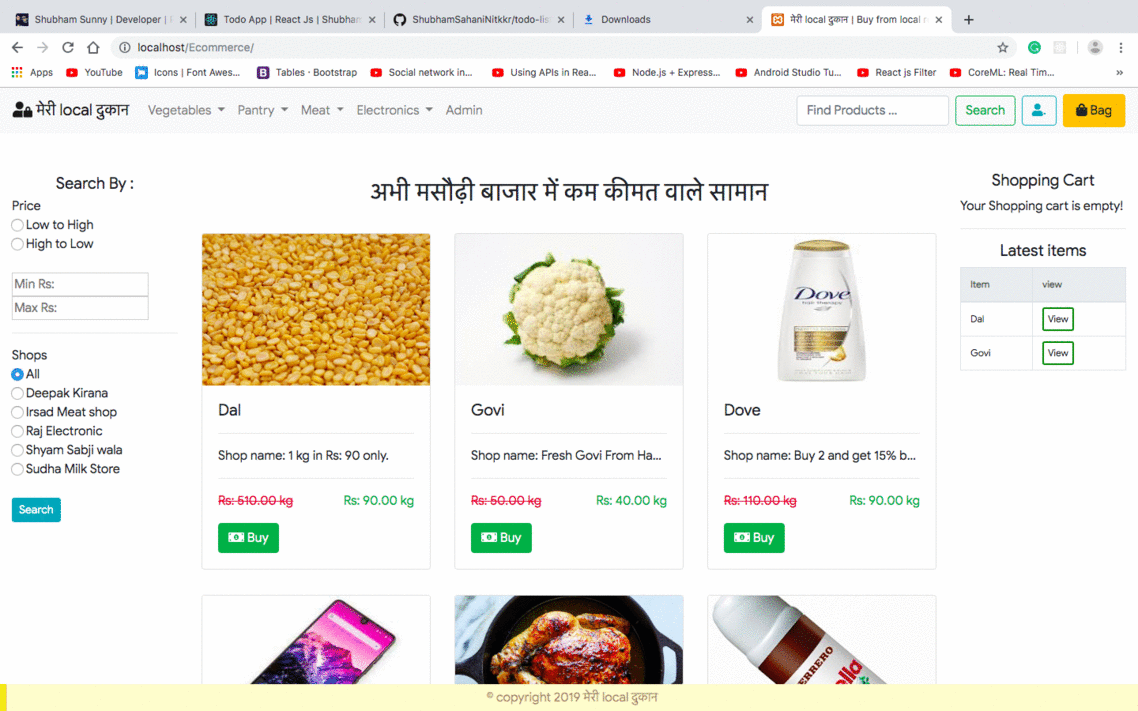 Shubham Sunny | Developer |
Todo App | React Js | Shubham
ShubhamSahaniNitkkr/todo-lis
Downloads
मेरी local दुकान | Buy from local
localhost/Ecommerce/
Apps
YouTube
Icons | Font Awes...
Tables · Bootstrap
Social network in...
Using APIs in Rea...
Node.js + Express...
Android Studio Tu...
React js Filter
CoreML: Real Tim...
मेरी local दुकान
Vegetables
Pantry
Meat
Electronics
Admin
Find Products ...
Search
Bag
Search By :
Price
Low to High
High to Low
Min Rs:
Max Rs:
Shops
All
Deepak Kirana
Irsad Meat shop
Raj Electronic
Shyam Sabji wala
Sudha Milk Store
Search
अभी मसौढ़ी बाजार में कम कीमत वाले सामान
Dal
Shop name: 1 kg in Rs: 90 only.
Rs: 510.00 kg Rs: 90.00 kg
Buy
Govi
Shop name: Fresh Govi From Ha...
Rs: 50.00 kg Rs: 40.00 kg
Buy
Dove
hair therapy
Dove
Shop name: Buy 2 and get 15% b...
Rs: 110.00 kg Rs: 90.00 kg
Buy
FERRERO
Shopping Cart
Your Shopping cart is empty!
Latest items
Item view
Dal View
Govi View
© copyright 2019 मेरी local दुकान